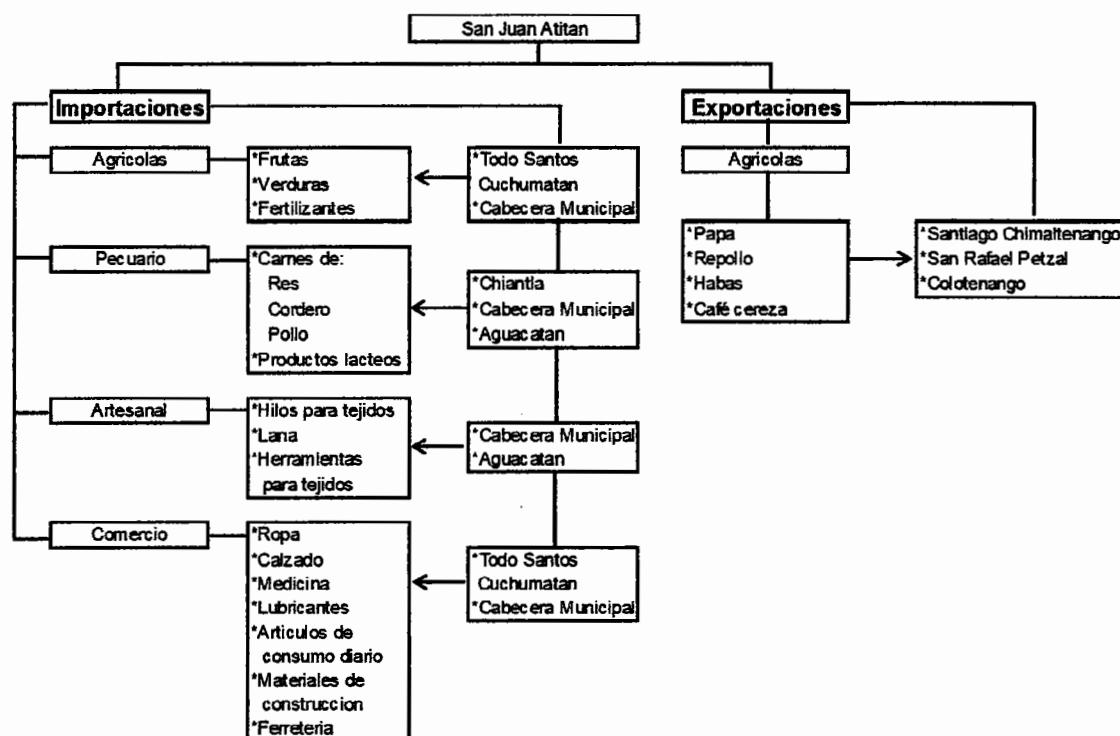 San Juan Atitan
Importaciones
Exportaciones
Agricolas
*Frutas
*Verduras
*Fertilizantes
*Todo Santos
Cuchumatan
*Cabecera Municipal
Agricolas
*Papa
*Repollo
*Habas
*Café cereza
*Santiago Chimaltenango
*San Rafael Petzal
*Colotenango
Pecuario
*Carnes de:
Res
Cordero
Pollo
*Productos lacteos
*Chiantla
*Cabecera Municipal
*Aguacatan
Artesanal
*Hilos para tejidos
*Lana
*Herramientas
para tejidos
*Cabecera Municipal
*Aguacatan
Comercio
*Ropa
*Calzado
*Medicina
*Lubricantes
*Articulos de
consumo diario
*Materiales de
construccion
*Ferreteria
*Todo Santos
Cuchumatan
*Cabecera Municipal